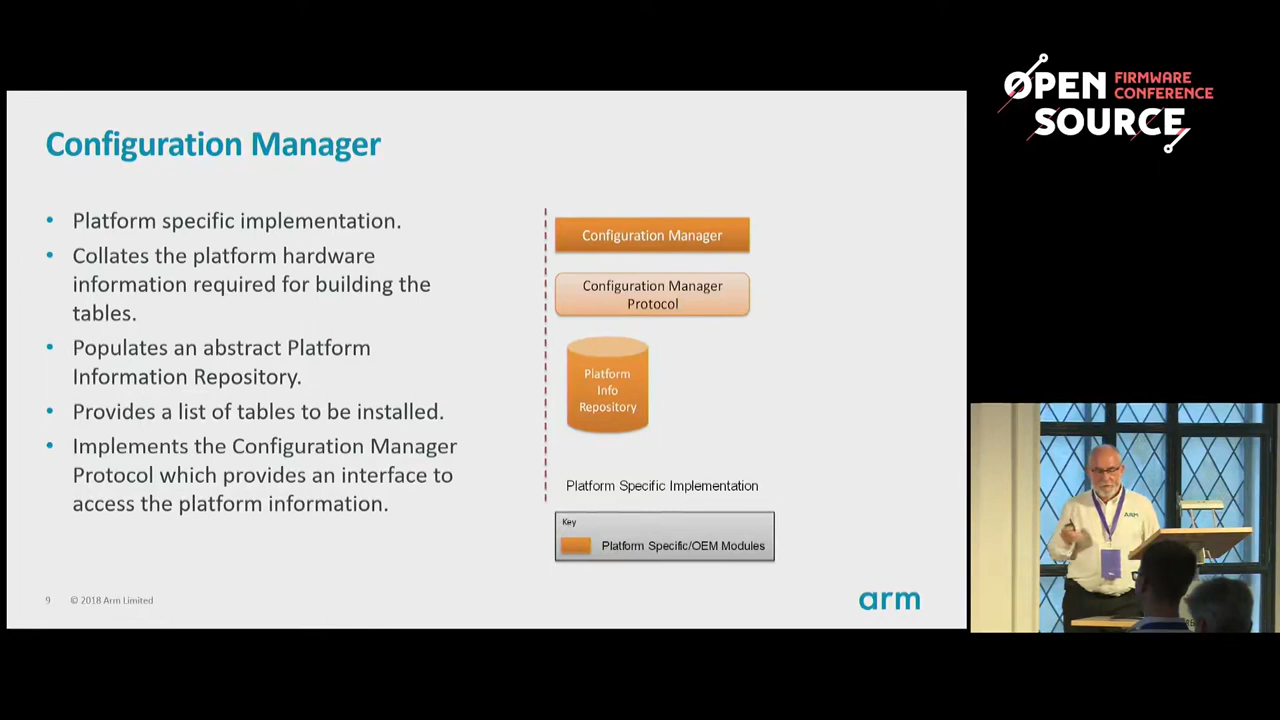 OPEN FIRMWARE
CONFERENCE
SOURCE
Configuration Manager
• Platform specific implementation.
• Collates the platform hardware
information required for building the
tables.
• Populates an abstract Platform
Information Repository.
• Provides a list of tables to be installed.
• Implements the Configuration Manager
Protocol which provides an interface to
access the platform information.
Configuration Manager
Configuration Manager
Protocol
Platform
Info
Repository
Platform Specific Implementation
Key
Platform Specific/OEM Modules
9 © 2018 Arm Limited
arm
ARM